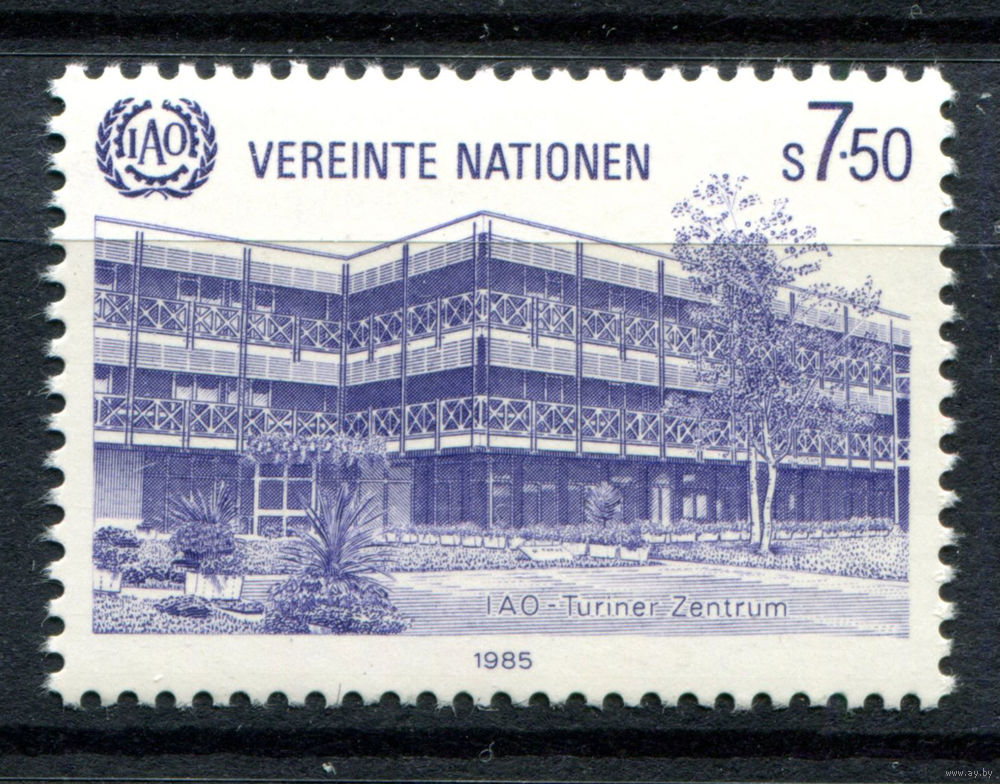 IAO
VEREINTE NATIONEN
s7·50
IAO-Turiner Zentrum
1985
www.ay.by